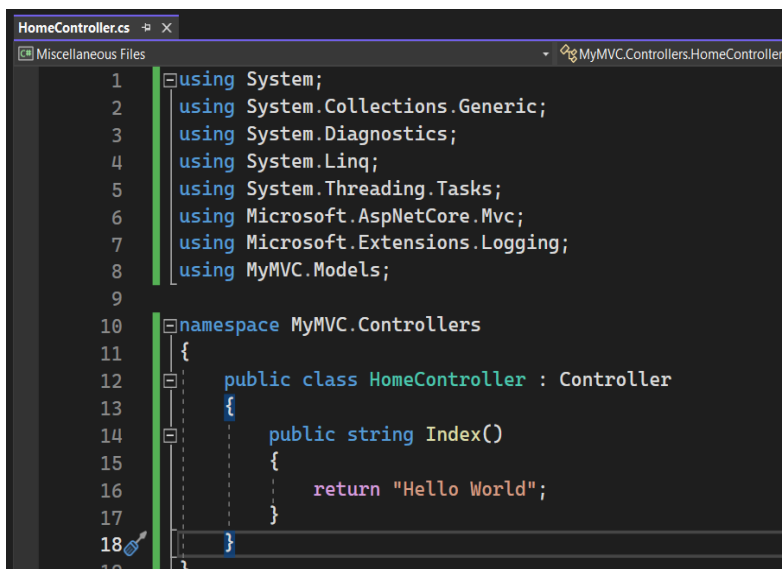 HomeController.cs
Miscellaneous Files MyMVC.Controllers.HomeController
1 using System;
2 using System.Collections.Generic;
3 using System.Diagnostics;
4 using System.Linq;
5 using System.Threading.Tasks;
6 using Microsoft.AspNetCore.Mvc;
7 using Microsoft.Extensions.Logging;
8 using MyMVC.Models;
9
10 namespace MyMVC.Controllers
11 {
12 public class HomeController : Controller
13 {
14 public string Index()
15 {
16 return "Hello World";
17 }
18 }
19 }